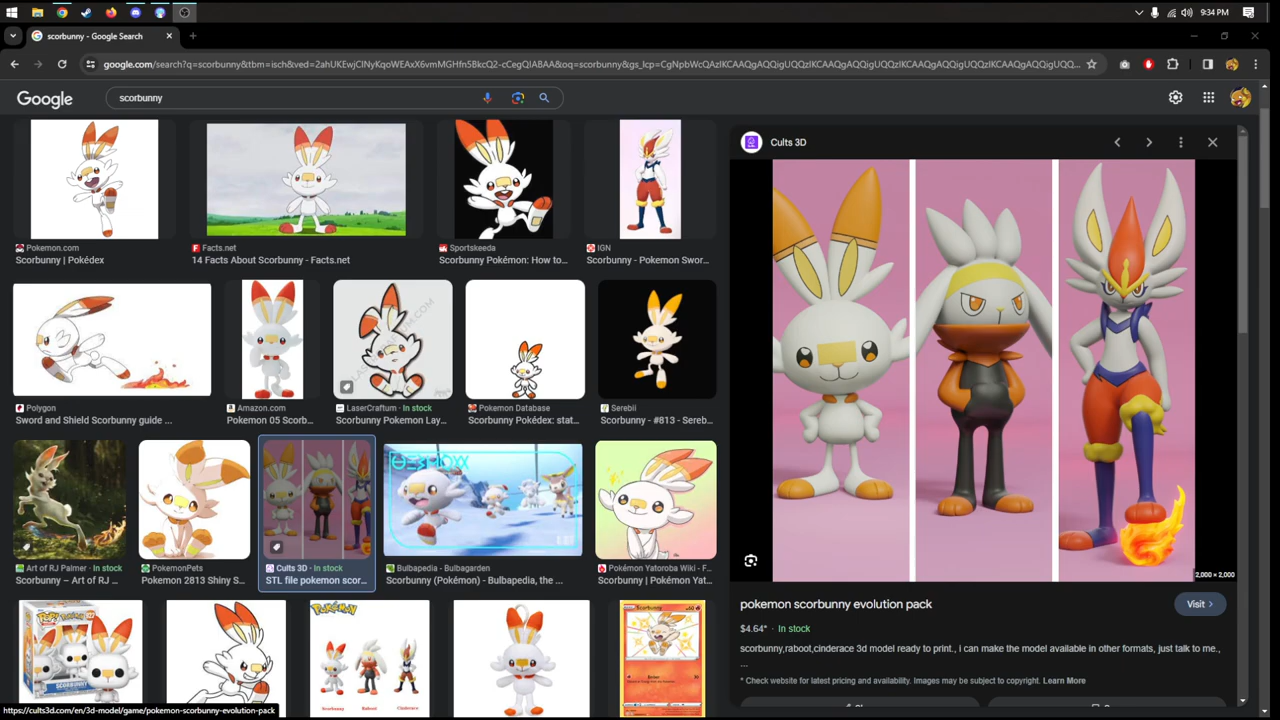 9:34 PM
scorbunny - Google Search
google.com/search?q=scorbunny&tbm=isch&ved=2ahUKEwjClNyKqoWEAxX6vmMGHfn5BkcQ2-cCegQIABAA&oq=scorbunny&gs_lcp=CgNpbWcQAzIKCAAQgAQQigUQQzIKCAAQgAQQigUQQzIKCAAQgAQQigUQQzIKCAAQgAQQigUQQ...
Google
scorbunny
Cults 3D
Pokemon.com
Scorbunny | Pokédex
Facts.net
14 Facts About Scorbunny - Facts.net
Sportskeeda
Scorbunny Pokémon: How to...
IGN
Scorbunny - Pokemon Swor...
Polygon
Sword and Shield Scorbunny guide ...
Amazon.com
Pokemon 05 Scorb...
LaserCraftum · In stock
Scorbunny Pokemon Lay...
Pokemon Database
Scorbunny Pokédex: stat...
Serebii
Scorbunny - #813 - Sereb...
Art of RJ Palmer · In stock
Scorbunny – Art of RJ ...
PokemonPets
Pokemon 2813 Shiny S...
Cults 3D · In stock
STL file pokemon scor...
Bulbapedia - Bulbagarden
Scorbunny (Pokémon) - Bulbapedia, the ...
Pokémon Yatoroba Wiki - F...
Scorbunny | Pokémon Yat...
2,000 × 2,000
pokemon scorbunny evolution pack
Visit
$4.64* · In stock
scorbunny,raboot,cinderace 3d model ready to print., i can make the model available in other formats, just talk to me.,
...
* Check website for latest pricing and availability. Images may be subject to copyright. Learn More
POP!
SCORBUNNY
Pokémon
Scorbunny
Raboot
Cinderace
Scorbunny
https://cults3d.com/en/3d-model/game/pokemon-scorbunny-evolution-pack